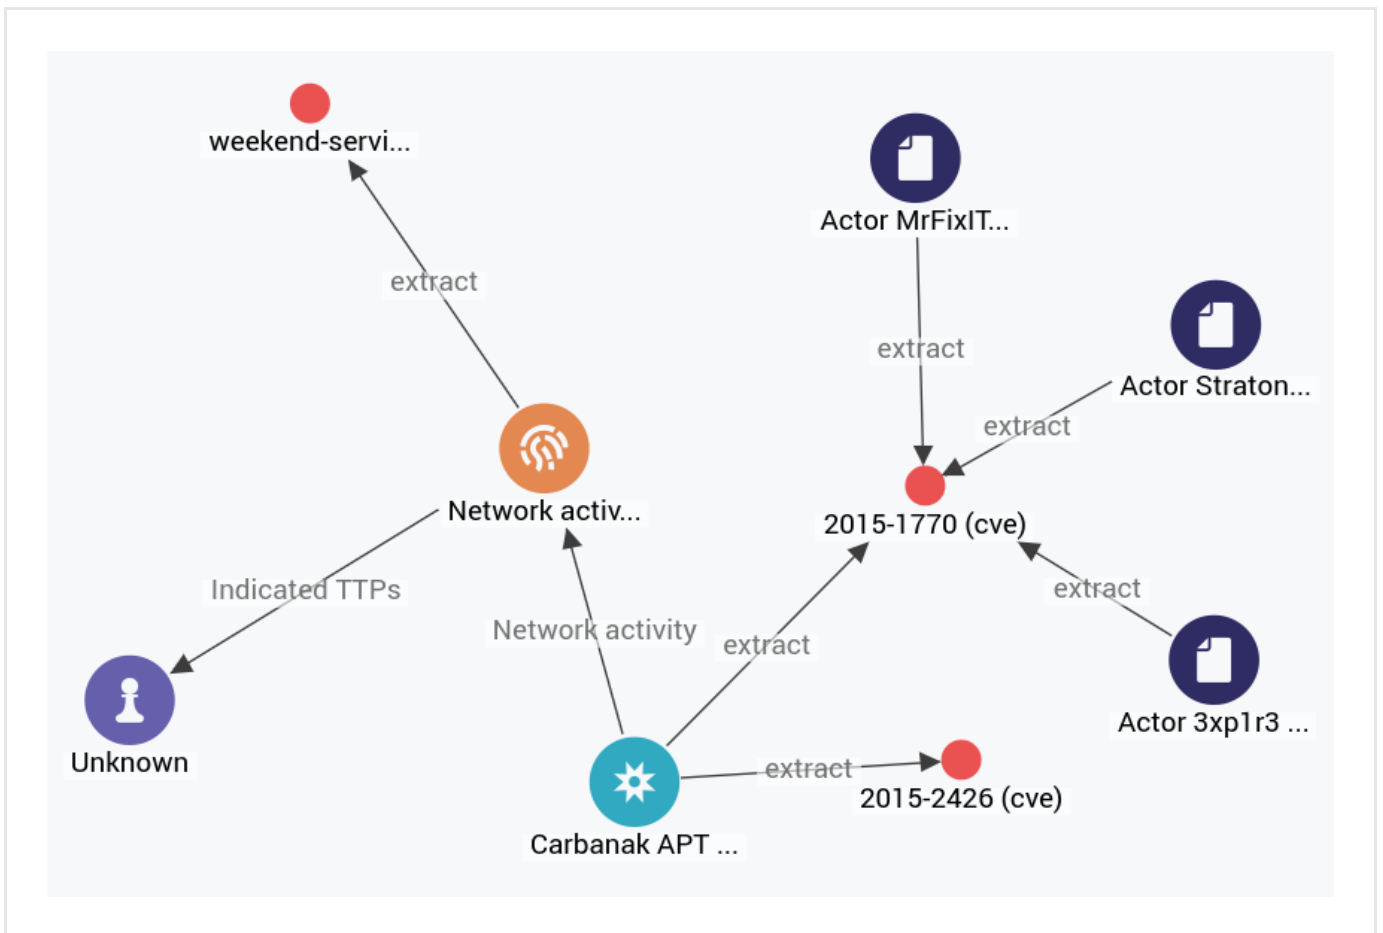 weekend-servi...
Actor MrFixIT...
extract
extract
Actor Straton...
extract
Network activ...
2015-1770 (cve)
Indicated TTPs
extract
Network activity
extract
Actor 3xp1r3 ...
Unknown
extract
2015-2426 (cve)
Carbanak APT ...